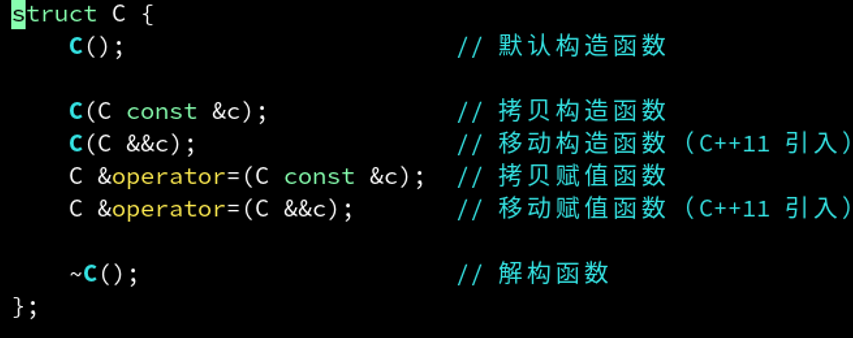 struct C {
    C();                       // 默认构造函数

    C(C const &c);             // 拷贝构造函数
    C(C &&c);                  // 移动构造函数（C++11 引入）
    C &operator=(C const &c);  // 拷贝赋值函数
    C &operator=(C &&c);       // 移动赋值函数（C++11 引入）

    ~C();                      // 解构函数
};